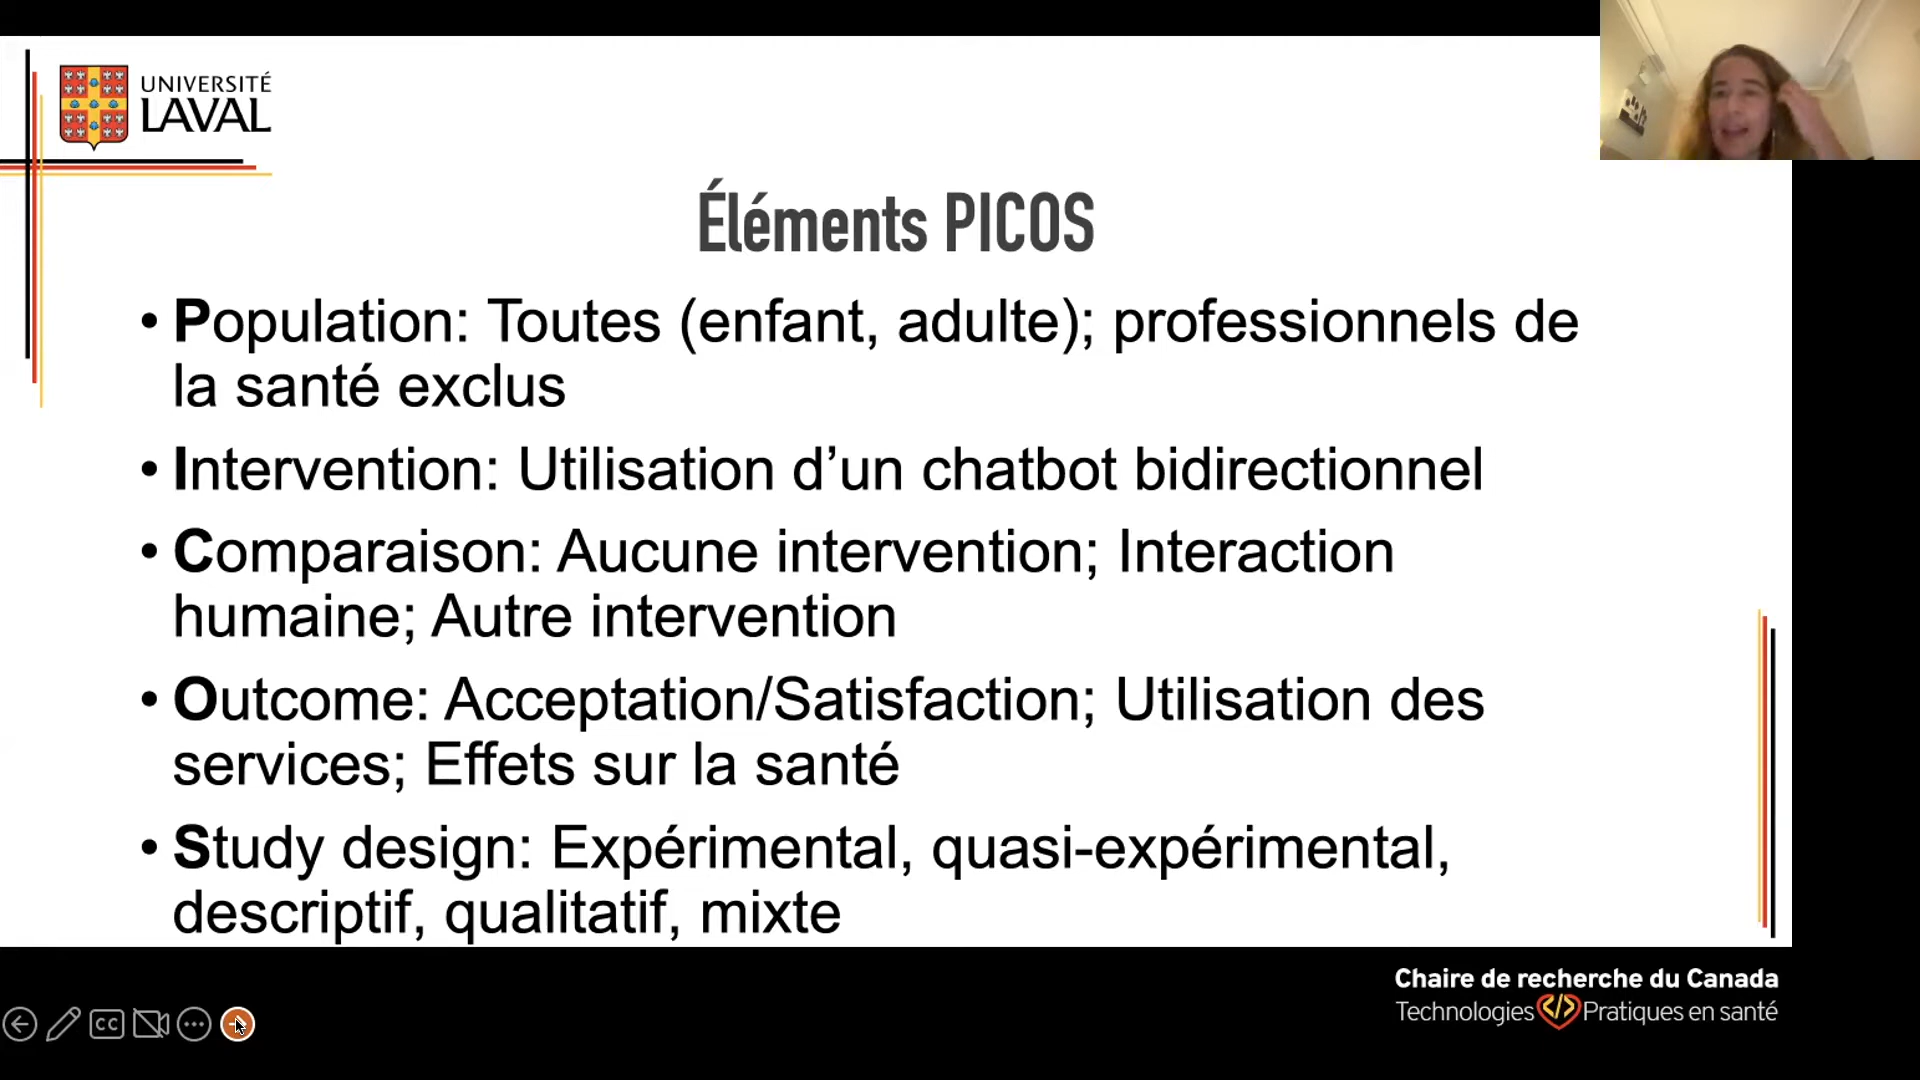 UNIVERSITÉ
LAVAL
Éléments PICOS
• Population: Toutes (enfant, adulte); professionnels de
la santé exclus
• Intervention: Utilisation d’un chatbot bidirectionnel
• Comparaison: Aucune intervention; Interaction
humaine; Autre intervention
• Outcome: Acceptation/Satisfaction; Utilisation des
services; Effets sur la santé
• Study design: Expérimental, quasi-expérimental,
descriptif, qualitatif, mixte
Chaire de recherche du Canada
Technologies </> Pratiques en santé
CC